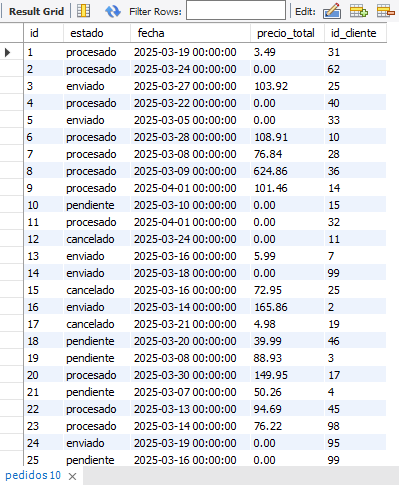 Result Grid Filter Rows: Edit:
id estado fecha precio_total id_cliente
1 procesado 2025-03-19 00:00:00 3.49 31
2 procesado 2025-03-24 00:00:00 0.00 62
3 enviado 2025-03-27 00:00:00 103.92 25
4 procesado 2025-03-22 00:00:00 0.00 40
5 enviado 2025-03-05 00:00:00 0.00 33
6 procesado 2025-03-28 00:00:00 108.91 10
7 procesado 2025-03-08 00:00:00 76.84 28
8 procesado 2025-03-09 00:00:00 624.86 36
9 procesado 2025-04-01 00:00:00 101.46 14
10 pendiente 2025-03-10 00:00:00 0.00 15
11 procesado 2025-04-01 00:00:00 0.00 32
12 cancelado 2025-03-24 00:00:00 0.00 11
13 enviado 2025-03-16 00:00:00 5.99 7
14 enviado 2025-03-18 00:00:00 0.00 99
15 cancelado 2025-03-16 00:00:00 72.95 25
16 enviado 2025-03-14 00:00:00 165.86 2
17 cancelado 2025-03-21 00:00:00 4.98 19
18 pendiente 2025-03-20 00:00:00 39.99 46
19 pendiente 2025-03-08 00:00:00 88.93 3
20 procesado 2025-03-30 00:00:00 149.95 17
21 pendiente 2025-03-07 00:00:00 50.26 4
22 procesado 2025-03-13 00:00:00 94.69 45
23 procesado 2025-03-14 00:00:00 76.22 98
24 enviado 2025-03-19 00:00:00 0.00 95
25 pendiente 2025-03-16 00:00:00 0.00 99
pedidos 10